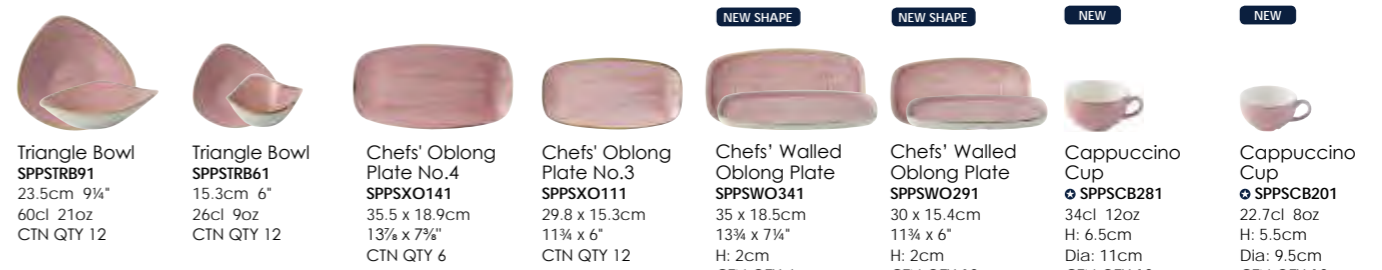 NEW SHAPE
NEW SHAPE
NEW
NEW
Triangle Bowl
SPPSTRB91
23.5cm 9¼"
60cl 21oz
CTN QTY 12
Triangle Bowl
SPPSTRB61
15.3cm 6"
26cl 9oz
CTN QTY 12
Chefs' Oblong
Plate No.4
SPPSXO141
35.5 x 18.9cm
13⅞ x 7⅜"
CTN QTY 6
Chefs' Oblong
Plate No.3
SPPSXO111
29.8 x 15.3cm
11¾ x 6"
CTN QTY 12
Chefs’ Walled
Oblong Plate
SPPSWO341
35 x 18.5cm
13¾ x 7¼"
H: 2cm
Chefs’ Walled
Oblong Plate
SPPSWO291
30 x 15.4cm
11¾ x 6"
H: 2cm
Cappuccino
Cup
SPPSCB281
34cl 12oz
H: 6.5cm
Dia: 11cm
Cappuccino
Cup
SPPSCB201
22.7cl 8oz
H: 5.5cm
Dia: 9.5cm